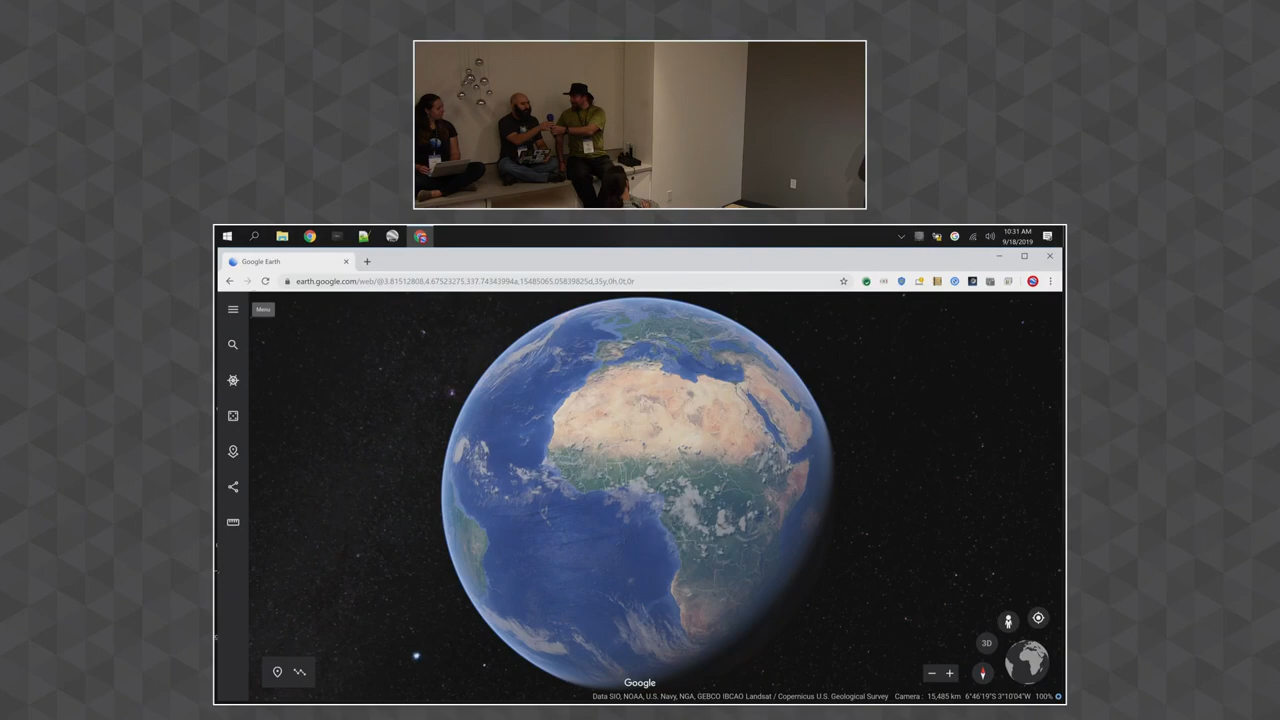 10:31 AM
9/18/2019
Google Earth
earth.google.com/web/@3.81512808,4.67523275,337.74343994a,15485065.05839825d,35y,0h,0t,0r
Menu
3D
Google
Data SIO, NOAA, U.S. Navy, NGA, GEBCO IBCAO Landsat / Copernicus U.S. Geological Survey Camera : 15,485 km 6°46'19"S 3°10'04"W 100%